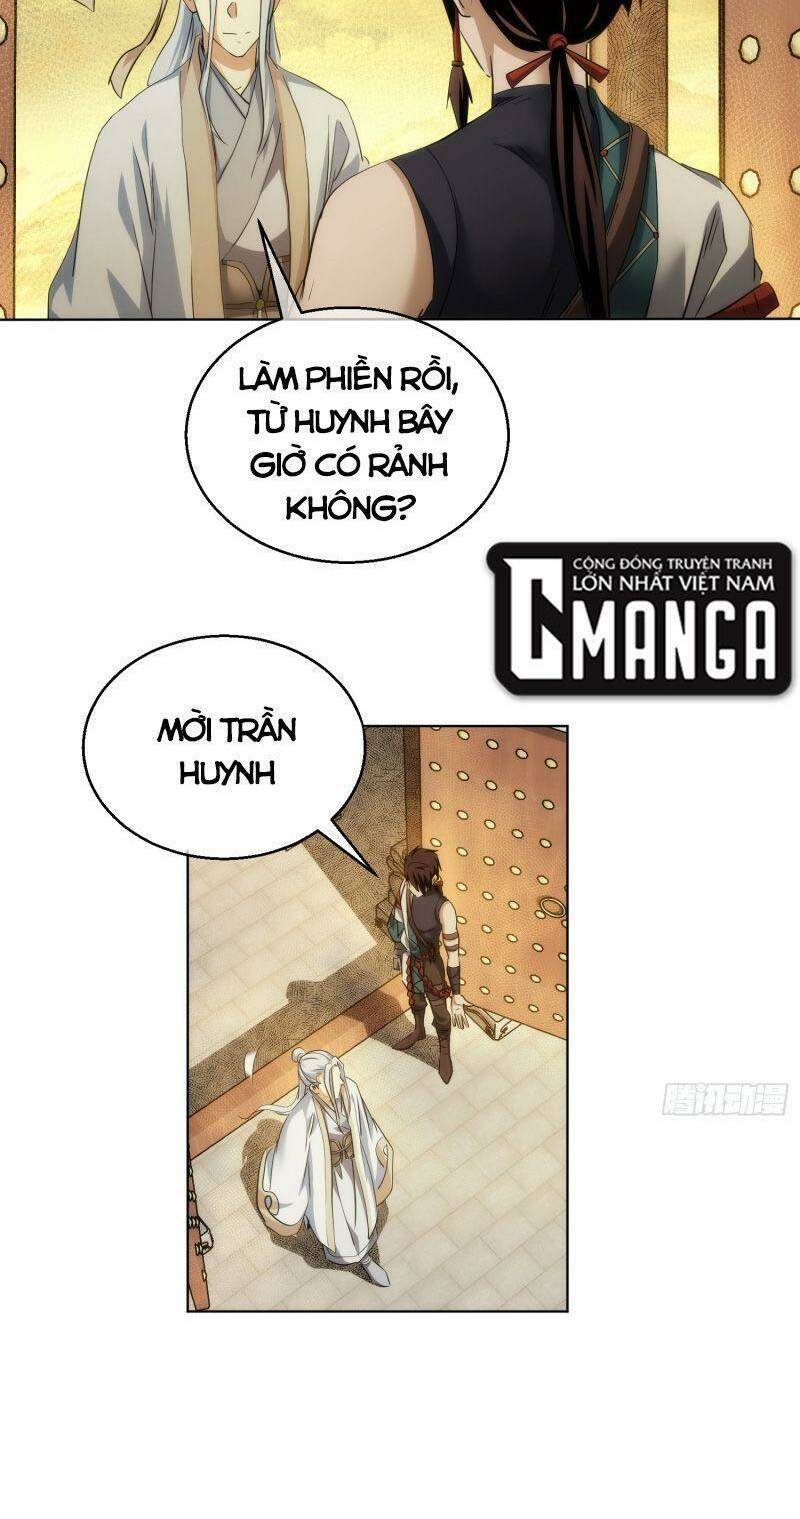 LÀM PHIỀN RỒI,
TỪ HUYNH BÂY
GIỜ CÓ RẢNH
KHÔNG?
CỘNG ĐỒNG TRUYỆN TRANH
LỚN NHẤT VIỆT NAM
CMANGA
MỜI TRẦN
HUYNH
腾讯动漫